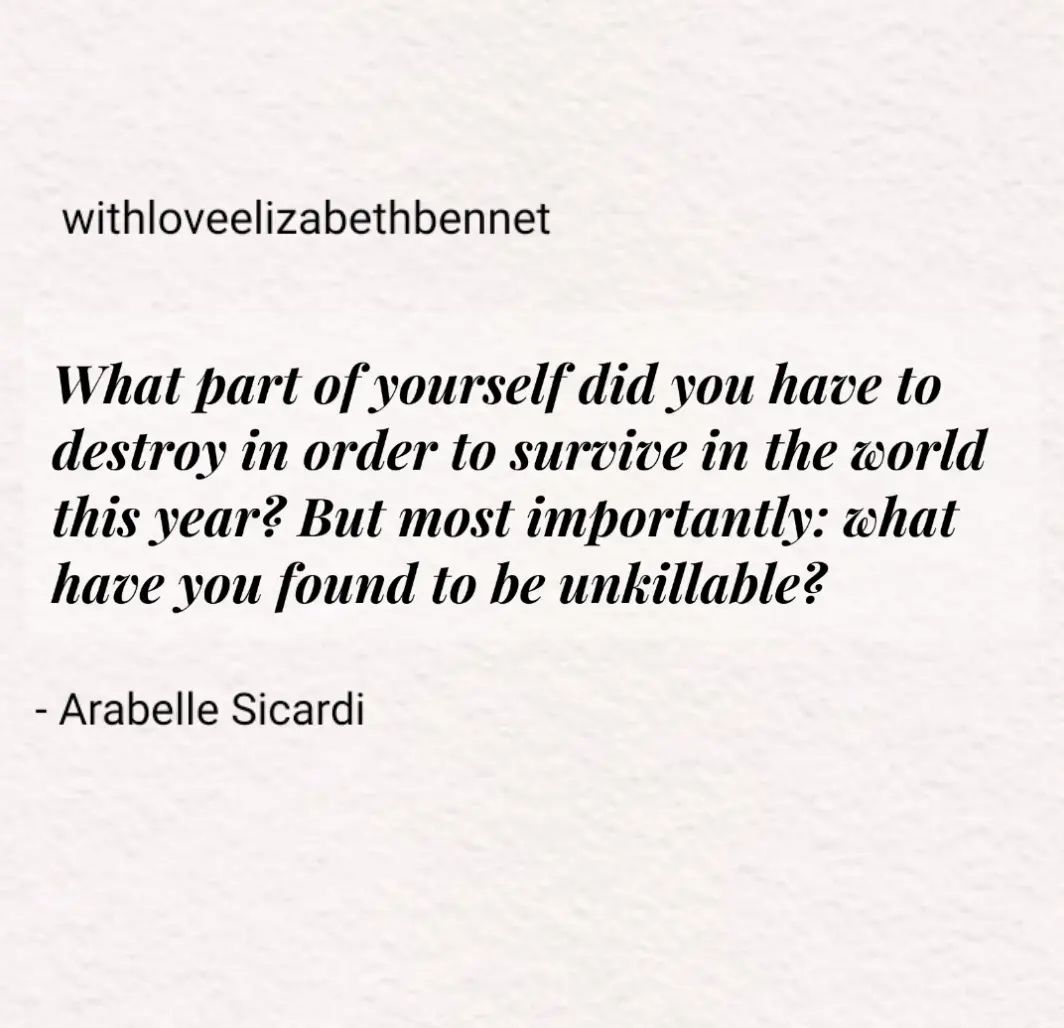 withloveelizabethbennet
What part of yourself did you have to
destroy in order to survive in the world
this year? But most importantly: what
have you found to be unkillable?
- Arabelle Sicardi